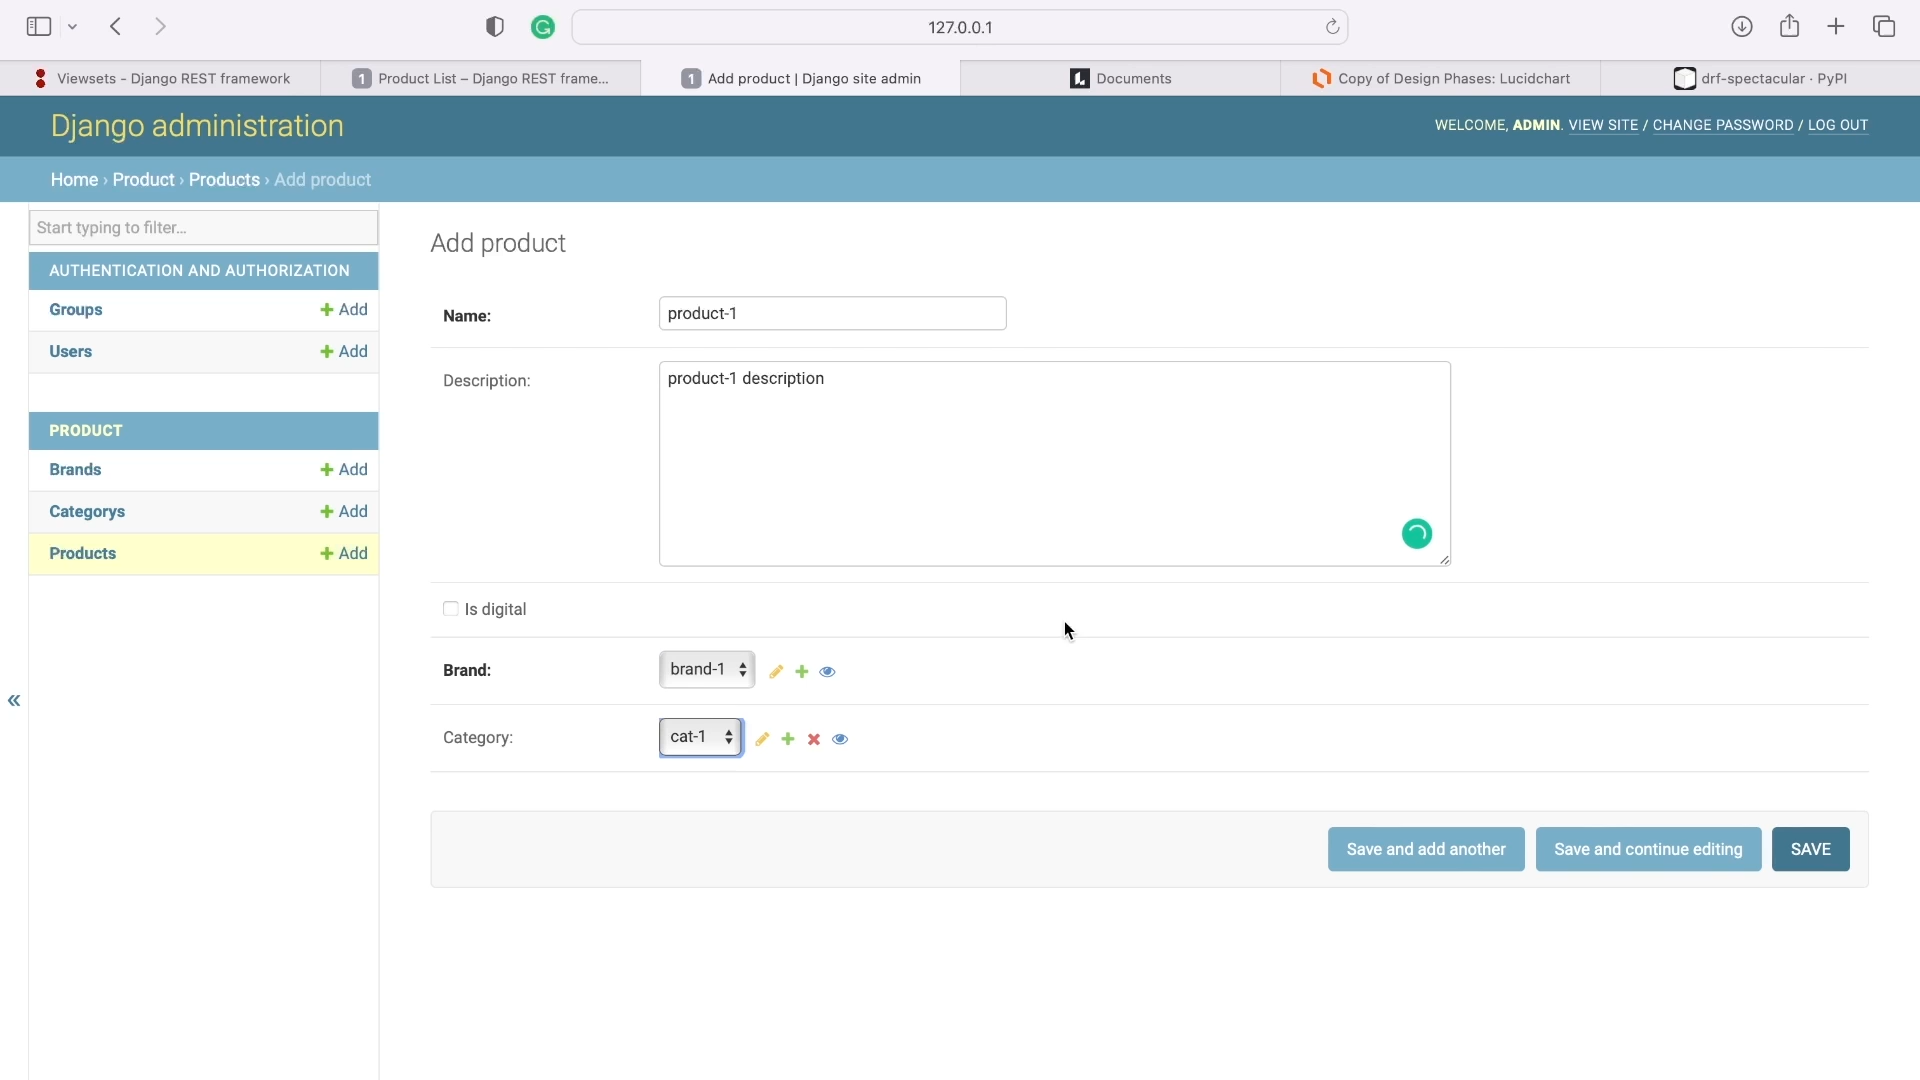 127.0.0.1
Viewsets - Django REST framework
1 Product List – Django REST frame...
1 Add product | Django site admin
Documents
Copy of Design Phases: Lucidchart
drf-spectacular · PyPI
Django administration
WELCOME, ADMIN. VIEW SITE / CHANGE PASSWORD / LOG OUT
Home › Product › Products › Add product
Start typing to filter...
AUTHENTICATION AND AUTHORIZATION
Groups + Add
Users + Add
PRODUCT
Brands + Add
Categorys + Add
Products + Add
«
Add product
Name: product-1
Description: product-1 description
Is digital
Brand: brand-1
Category: cat-1
Save and add another Save and continue editing SAVE